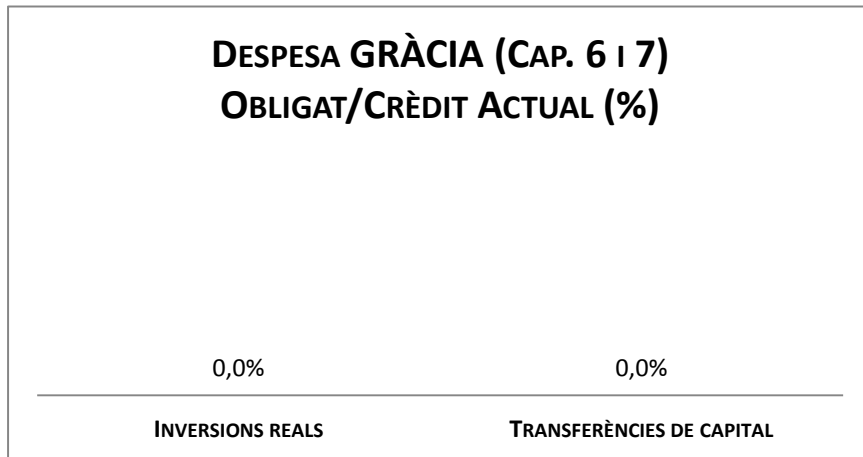 DESPESA GRÀCIA (CAP. 6 I 7)
OBLIGAT/CRÈDIT ACTUAL (%)
0,0% 0,0%
INVERSIONS REALS TRANSFERÈNCIES DE CAPITAL